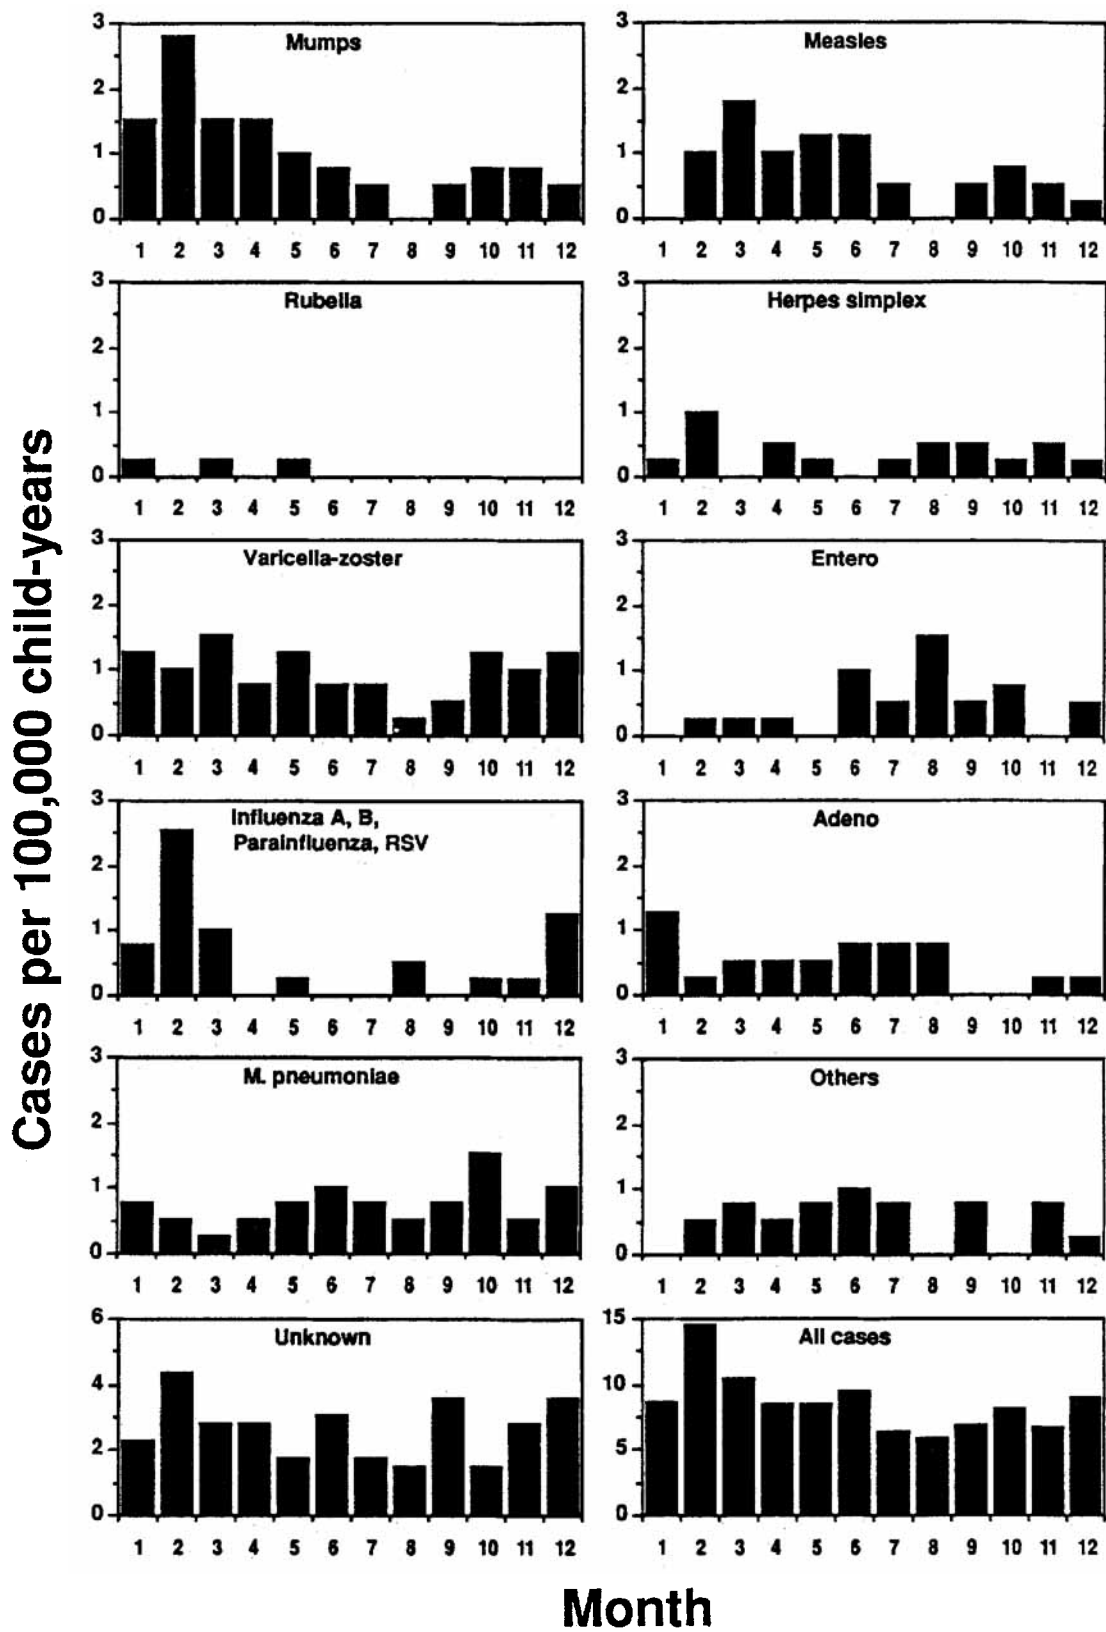 Cases per 100,000 child-years
3
Mumps
2
1
0
1 2 3 4 5 6 7 8 9 10 11 12
3
Measles
2
1
0
1 2 3 4 5 6 7 8 9 10 11 12
3
Rubella
2
1
0
1 2 3 4 5 6 7 8 9 10 11 12
3
Herpes simplex
2
1
0
1 2 3 4 5 6 7 8 9 10 11 12
3
Varicella-zoster
2
1
0
1 2 3 4 5 6 7 8 9 10 11 12
3
Entero
2
1
0
1 2 3 4 5 6 7 8 9 10 11 12
3
Influenza A, B,
Parainfluenza, RSV
2
1
0
1 2 3 4 5 6 7 8 9 10 11 12
3
Adeno
2
1
0
1 2 3 4 5 6 7 8 9 10 11 12
3
M. pneumoniae
2
1
0
1 2 3 4 5 6 7 8 9 10 11 12
3
Others
2
1
0
1 2 3 4 5 6 7 8 9 10 11 12
6
Unknown
4
2
0
1 2 3 4 5 6 7 8 9 10 11 12
15
All cases
10
5
0
1 2 3 4 5 6 7 8 9 10 11 12
Month